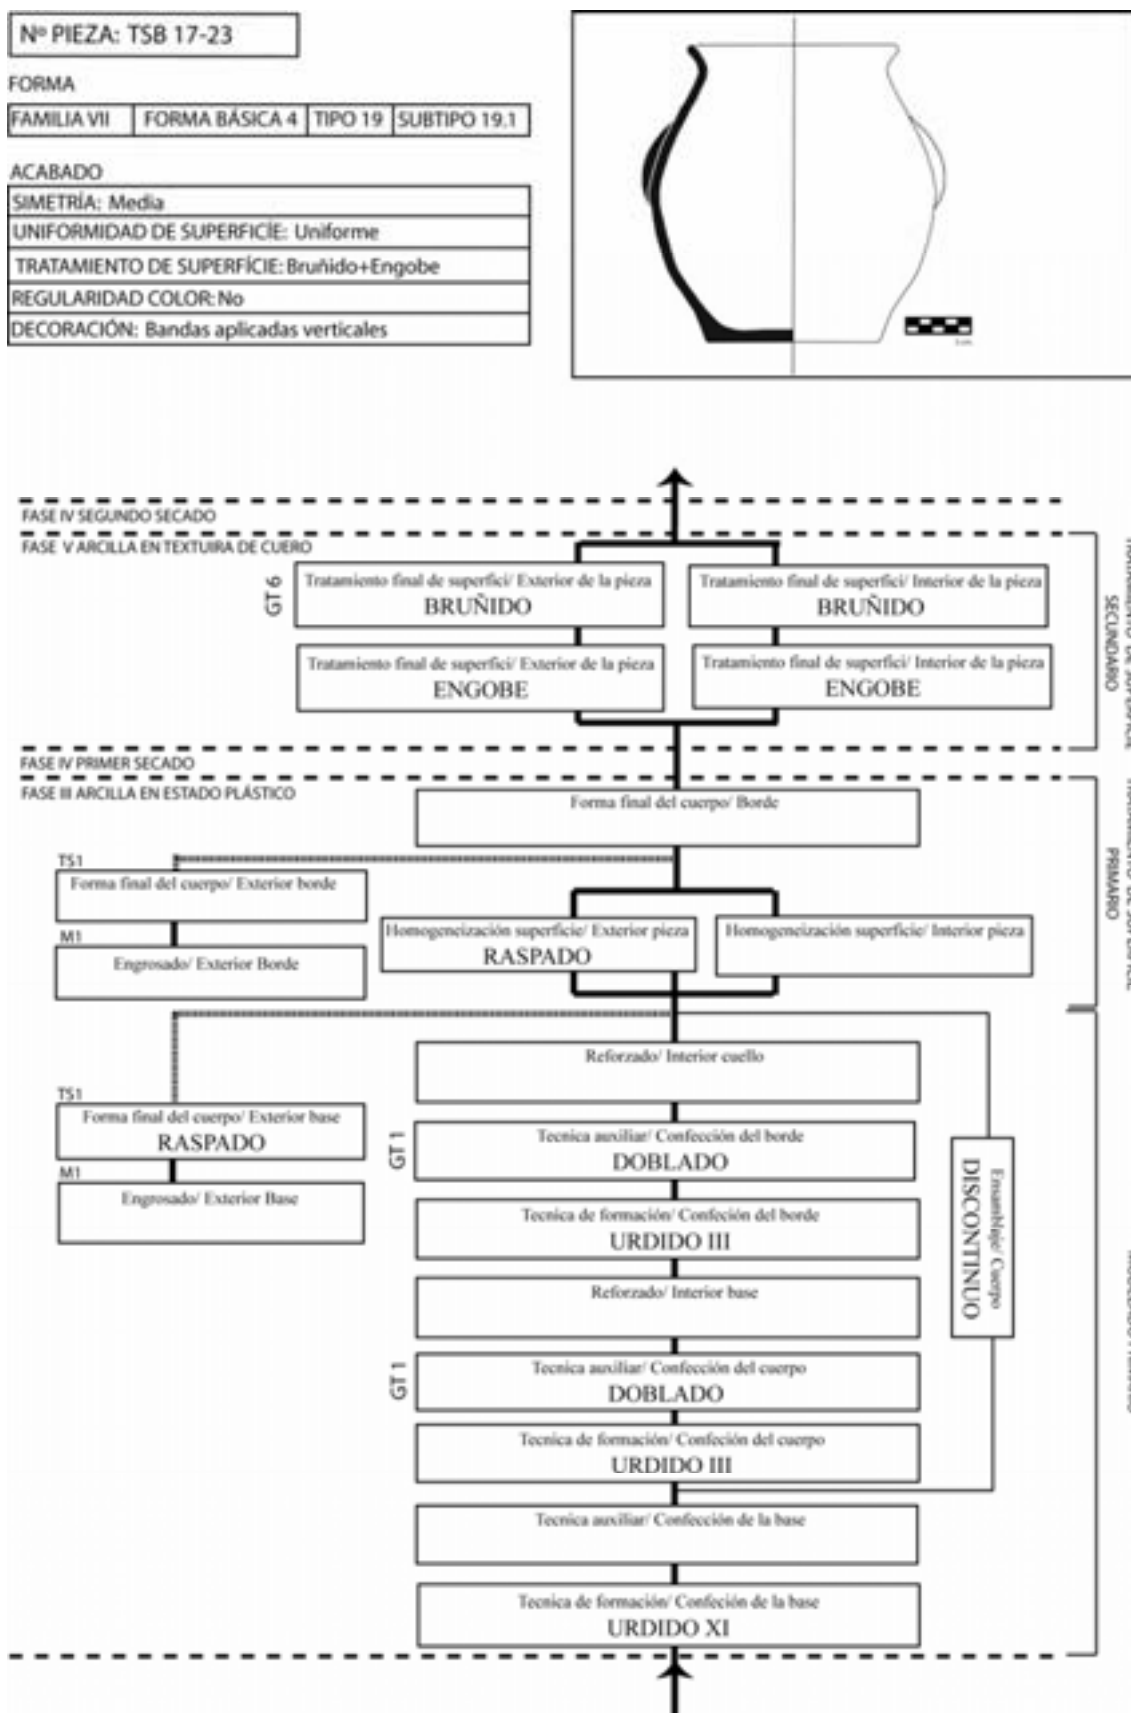 Nº PIEZA: TSB 17-23
FORMA
FAMILIA VII FORMA BÁSICA 4 TIPO 19 SUBTIPO 19.1
ACABADO
SIMETRÍA: Media
UNIFORMIDAD DE SUPERFICÍE: Uniforme
TRATAMIENTO DE SUPERFÍCIE: Bruñido+Engobe
REGULARIDAD COLOR: No
DECORACIÓN: Bandas aplicadas verticales
FASE IV SEGUNDO SECADO
FASE V ARCILLA EN TEXTUIRA DE CUERO
GT 6
Tratamiento final de superfici/ Exterior de la pieza
BRUÑIDO
Tratamiento final de superfici/ Interior de la pieza
BRUÑIDO
Tratamiento final de superfici/ Exterior de la pieza
ENGOBE
Tratamiento final de superfici/ Interior de la pieza
ENGOBE
SECUNDARIO
FASE IV PRIMER SECADO
FASE III ARCILLA EN ESTADO PLÁSTICO
Forma final del cuerpo/ Borde
TS1
Forma final del cuerpo/ Exterior borde
M1
Engrosado/ Exterior Borde
Homogeneización superficie/ Exterior pieza
RASPADO
Homogeneización superficie/ Interior pieza
PRIMARIO
Reforzado/ Interior cuello
TS1
Forma final del cuerpo/ Exterior base
RASPADO
M1
Engrosado/ Exterior Base
GT 1
Tecnica auxiliar/ Confección del borde
DOBLADO
Tecnica de formación/ Confeción del borde
URDIDO III
Reforzado/ Interior base
GT 1
Tecnica auxiliar/ Confección del cuerpo
DOBLADO
Tecnica de formación/ Confeción del cuerpo
URDIDO III
Ensamblaje/ Cuerpo
DISCONTINUO
Tecnica auxiliar/ Confección de la base
Tecnica de formación/ Confeción de la base
URDIDO XI